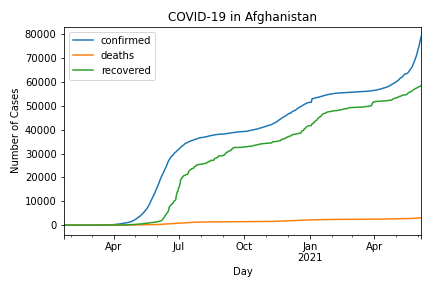 COVID-19 in Afghanistan
confirmed
deaths
recovered
Number of Cases
80000
70000
60000
50000
40000
30000
20000
10000
0
Apr
Jul
Oct
Jan
2021
Apr
Day